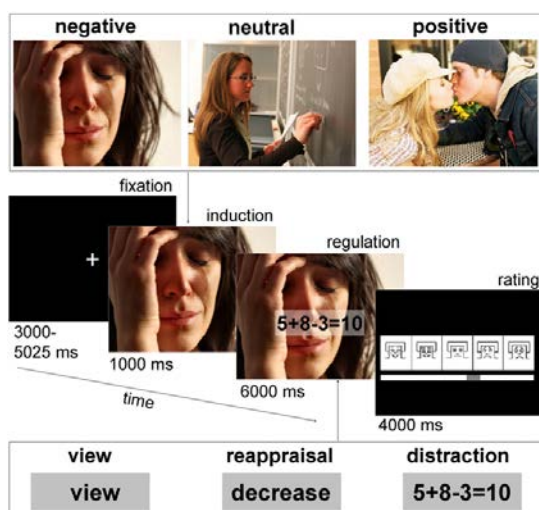 negative neutral positive
fixation
induction
regulation
rating
+
5+8-3=10
3000-
5025 ms
1000 ms
6000 ms
4000 ms
time
view reappraisal distraction
view decrease 5+8-3=10